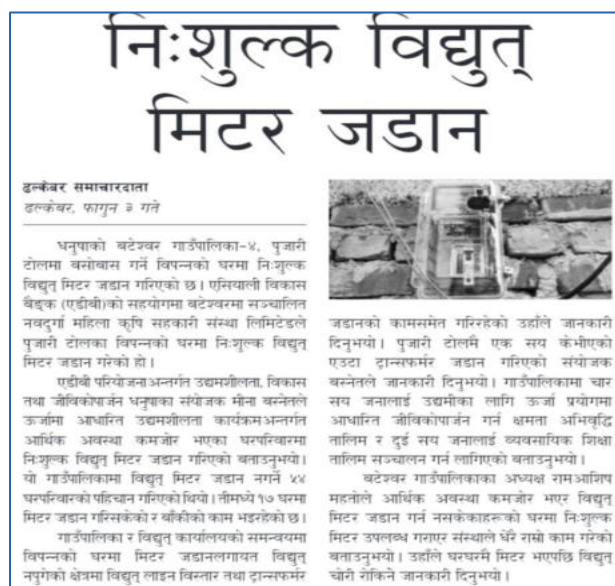 निःशुल्क विद्युत्
मिटर जडान
ढल्केबर समाचारदाता
ढल्केबर, फागुन ३ गते
धनुषाको बटेश्वर गाउँपालिका-४, पुजारी
टोलमा बसोबास गर्ने विपन्नको घरमा निःशुल्क
विद्युत् मिटर जडान गरिएको छ। एसियाली विकास
बैङ्क (एडीबी)को सहयोगमा बटेश्वरमा सञ्चालित
नवदुर्गा महिला कृषि सहकारी संस्था लिमिटेडले
पुजारी टोलका विपन्नको घरमा निःशुल्क विद्युत्
मिटर जडान गरेको हो।
एडीबी परियोजनाअन्तर्गत उद्यमशीलता, विकास
तथा जीविकोपार्जन धनुषाका संयोजक मीना बस्नेतले
ऊर्जामा आधारित उद्यमशीलता कार्यक्रमअन्तर्गत
आर्थिक अवस्था कमजोर भएका घरपरिवारमा
निःशुल्क विद्युत् मिटर जडान गरिएको बताउनुभयो।
यो गाउँपालिकामा विद्युत् मिटर जडान नगर्ने ५४
घरपरिवारको पहिचान गरिएको थियो। तीमध्ये १७ घरमा
मिटर जडान गरिसकेको र बाँकीको काम भइरहेको छ।
गाउँपालिका र विद्युत् कार्यालयको समन्वयमा
विपन्नको घरमा मिटर जडानलगायत विद्युत्
नपुगेको क्षेत्रमा विद्युत् लाइन विस्तार तथा ट्रान्सफर्मर
जडानको कामसमेत गरिरहेको उहाँले जानकारी
दिनुभयो। पुजारी टोलमै एक सय केभीएको
एउटा ट्रान्सफर्मर जडान गरिएको संयोजक
बस्नेतले जानकारी दिनुभयो। गाउँपालिकामा चार
सय जनालाई उद्यमीका लागि ऊर्जा प्रयोगमा
आधारित जीविकोपार्जन गर्न क्षमता अभिवृद्धि
तालिम र दुई सय जनालाई व्यवसायिक शिक्षा
तालिम सञ्चालन गर्न लागिएको बताउनुभयो।
बटेश्वर गाउँपालिकाका अध्यक्ष रामआशिष
महतोले आर्थिक अवस्था कमजोर भएर विद्युत्
मिटर जडान गर्न नसकेकाहरूको घरमा निःशुल्क
मिटर उपलब्ध गराएर संस्थाले धेरै राम्रो काम गरेको
बताउनुभयो। उहाँले घरघरमै मिटर भएपछि विद्युत्
चोरी रोकिने जानकारी दिनुभयो।